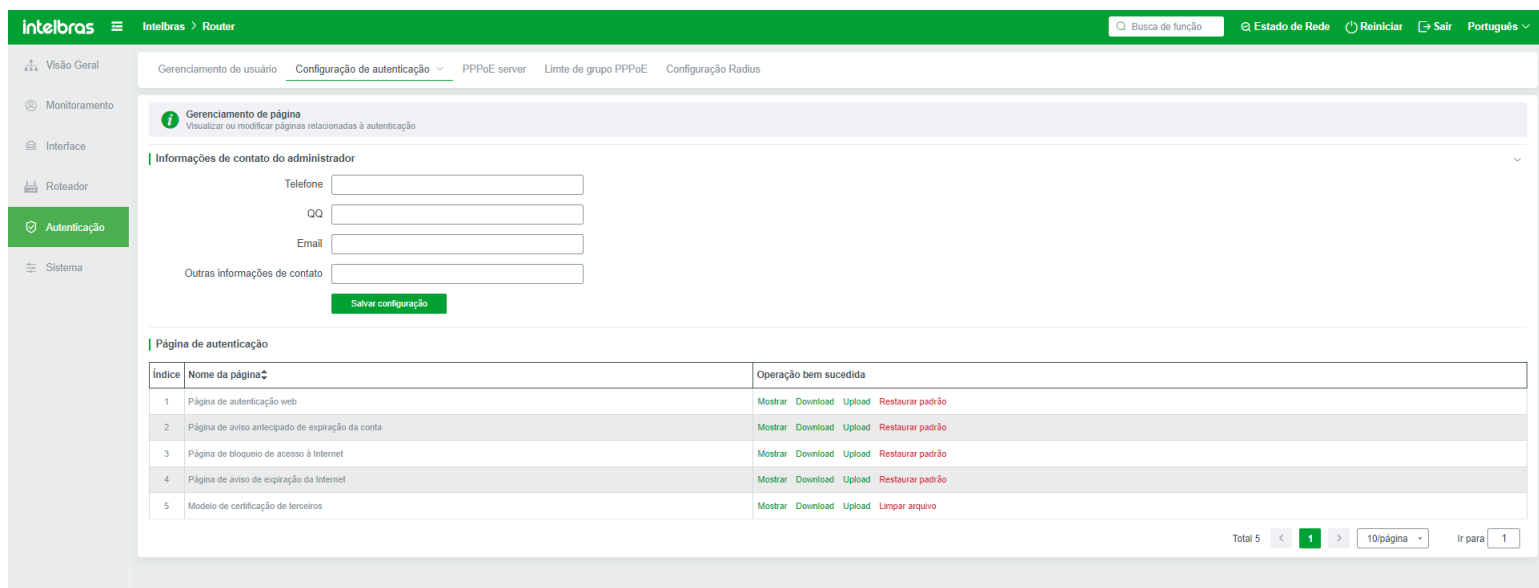 intelbras Intelbras > Router Busca de função Estado de Rede Reiniciar Sair Português
Visão Geral
Monitoramento
Interface
Roteador
Autenticação
Sistema
Gerenciamento de usuário Configuração de autenticação PPPoE server Limte de grupo PPPoE Configuração Radius
i Gerenciamento de página
Visualizar ou modificar páginas relacionadas à autenticação
Informações de contato do administrador
Telefone
QQ
Email
Outras informações de contato
Salvar configuração
Página de autenticação
Índice Nome da página Operação bem sucedida
1 Página de autenticação web Mostrar Download Upload Restaurar padrão
2 Página de aviso antecipado de expiração da conta Mostrar Download Upload Restaurar padrão
3 Página de bloqueio de acesso à Internet Mostrar Download Upload Restaurar padrão
4 Página de aviso de expiração da Internet Mostrar Download Upload Restaurar padrão
5 Modelo de certificação de terceiros Mostrar Download Upload Limpar arquivo
Total 5 < 1 > 10/página Ir para 1